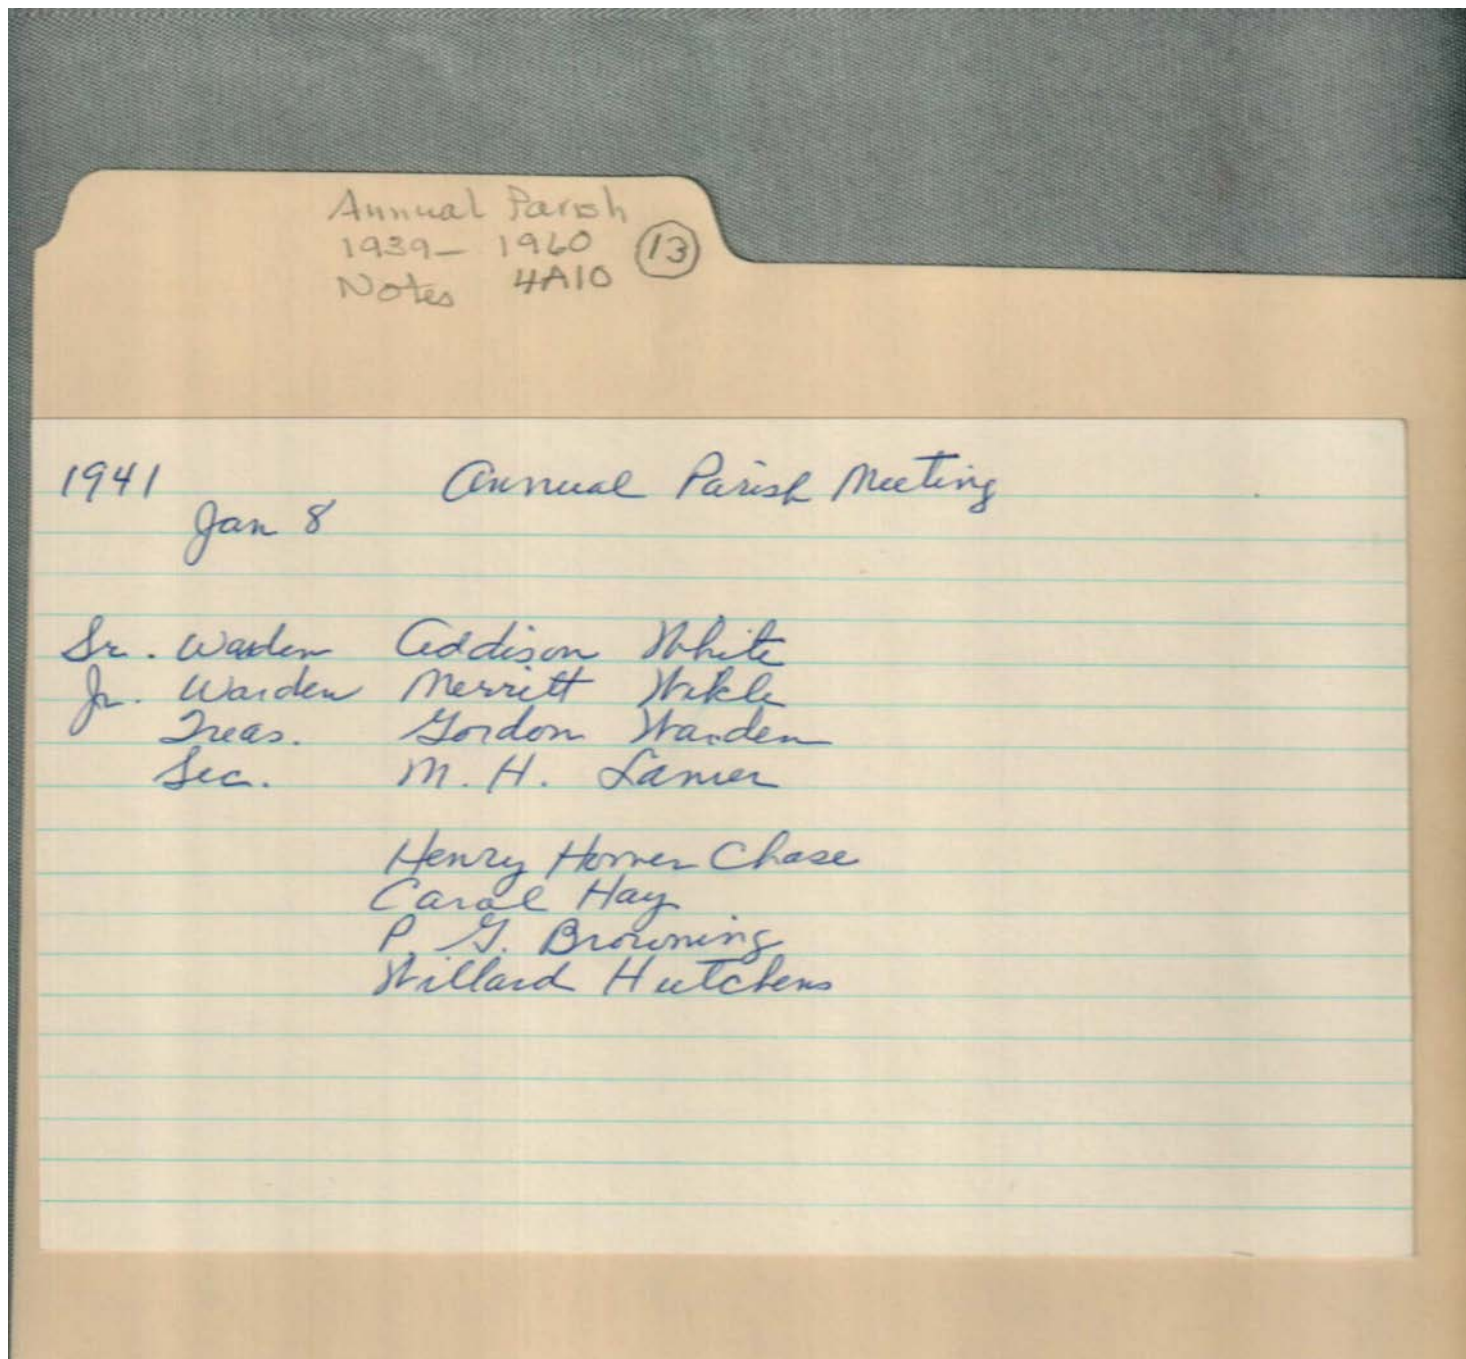 Annual Parish
1939- 1960 13
Notes 4A10
1941 Annual Parish Meeting
Jan 8
Sr. Warden Addison White
Jr. Warden Merritt Wikle
Treas. Gordon Warden
Sec. M. H. Lanier
Henry Homer Chase
Carol Hay
P. G. Browning
Willard Hutchens